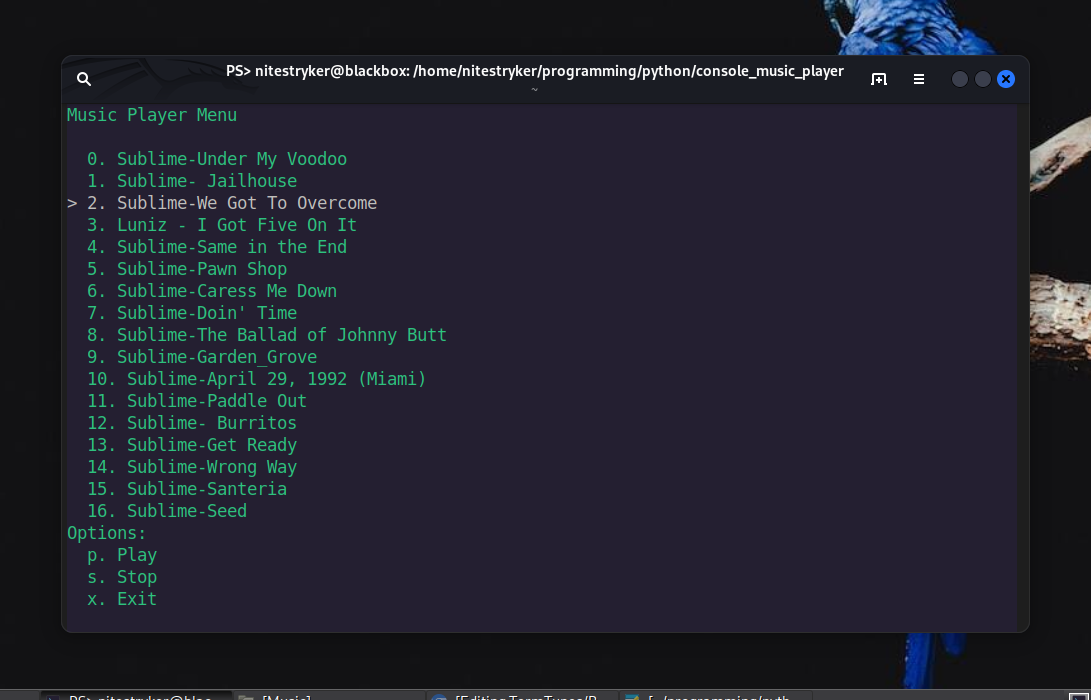 PS> nitestryker@blackbox: /home/nitestryker/programming/python/console_music_player
~
Music Player Menu
0. Sublime-Under My Voodoo
1. Sublime- Jailhouse
> 2. Sublime-We Got To Overcome
3. Luniz - I Got Five On It
4. Sublime-Same in the End
5. Sublime-Pawn Shop
6. Sublime-Caress Me Down
7. Sublime-Doin' Time
8. Sublime-The Ballad of Johnny Butt
9. Sublime-Garden_Grove
10. Sublime-April 29, 1992 (Miami)
11. Sublime-Paddle Out
12. Sublime- Burritos
13. Sublime-Get Ready
14. Sublime-Wrong Way
15. Sublime-Santeria
16. Sublime-Seed
Options:
p. Play
s. Stop
x. Exit
PS> nitestryker@blac... [Music] [Editing TermTunes/R... [~/programming/pyth...